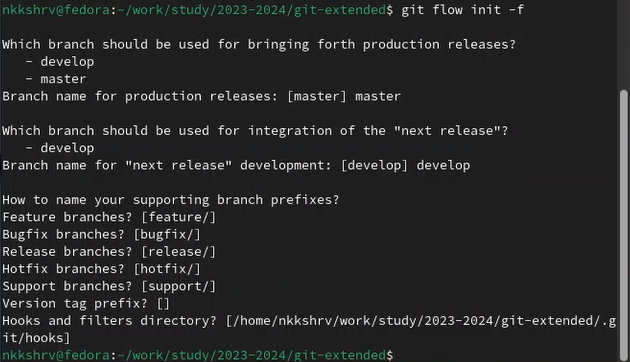 nkkshrv@fedora:~/work/study/2023-2024/git-extended$ git flow init -f
Which branch should be used for bringing forth production releases?
- develop
- master
Branch name for production releases: [master] master
Which branch should be used for integration of the "next release"?
- develop
Branch name for "next release" development: [develop] develop
How to name your supporting branch prefixes?
Feature branches? [feature/]
Bugfix branches? [bugfix/]
Release branches? [release/]
Hotfix branches? [hotfix/]
Support branches? [support/]
Version tag prefix? []
Hooks and filters directory? [/home/nkkshrv/work/study/2023-2024/git-extended/.g
it/hooks]
nkkshrv@fedora:~/work/study/2023-2024/git-extended$